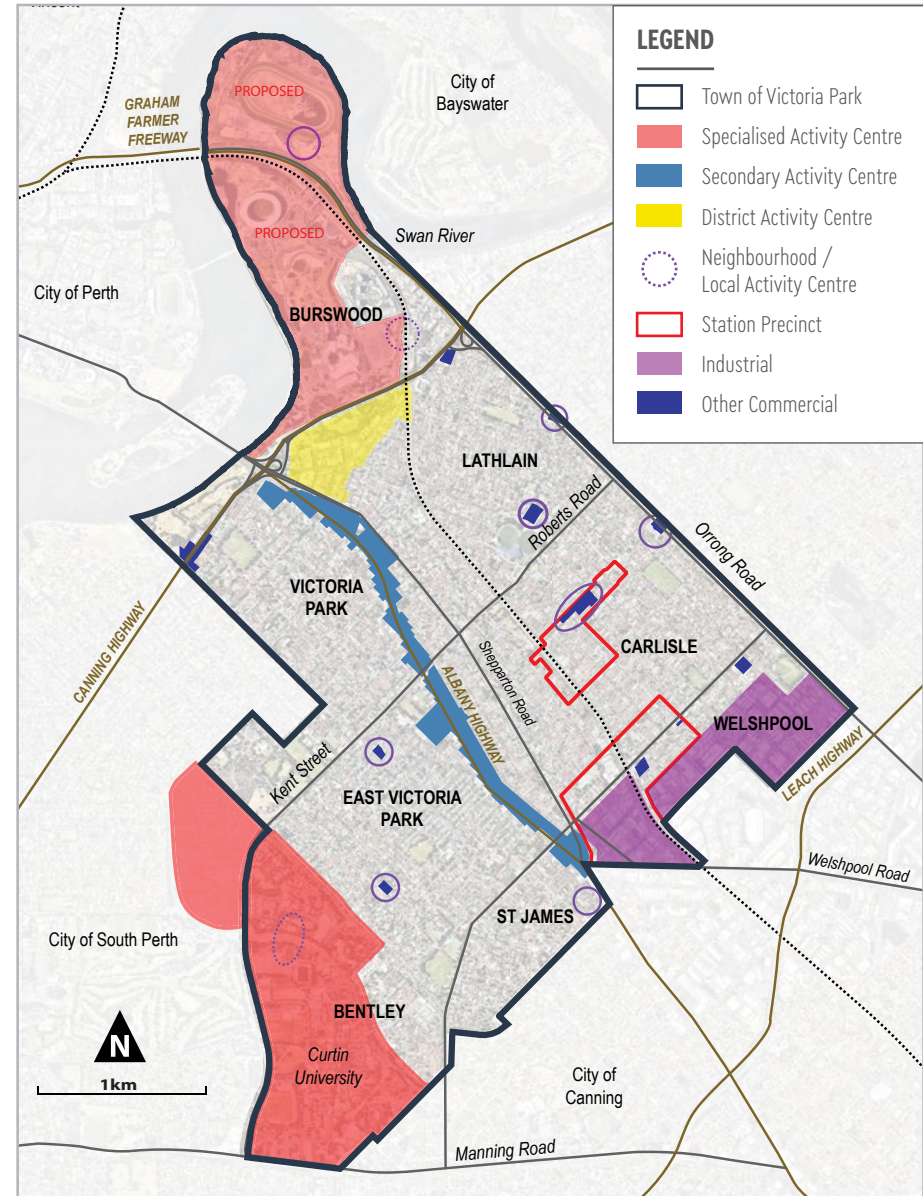 LEGEND
Town of Victoria Park
Specialised Activity Centre
Secondary Activity Centre
District Activity Centre
Neighbourhood /
Local Activity Centre
Station Precinct
Industrial
Other Commercial
PROPOSED
City of
Bayswater
GRAHAM
FARMER
FREEWAY
PROPOSED
Swan River
City of Perth
BURSWOOD
LATHLAIN
Roberts Road
Orrong Road
VICTORIA
PARK
CANNING HIGHWAY
Shepparton Road
CARLISLE
ALBANY HIGHWAY
WELSHPOOL
LEACH HIGHWAY
Kent Street
EAST VICTORIA
PARK
Welshpool Road
ST JAMES
City of South Perth
BENTLEY
N
1km
Curtin
University
City of
Canning
Manning Road